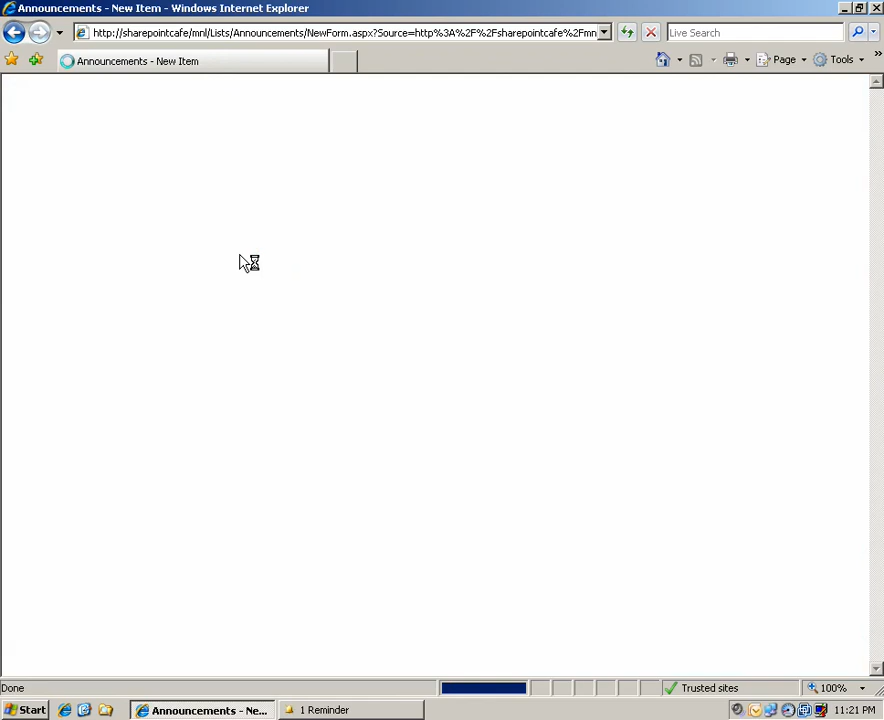 Announcements - New Item - Windows Internet Explorer
http://sharepointcafe/mnl/Lists/Announcements/NewForm.aspx?Source=http%3A%2F%2Fsharepointcafe%2Fmn
Live Search
Announcements - New Item
Page
Tools
»
Done
Trusted sites
100%
Start
Announcements - Ne...
1 Reminder
11:21 PM